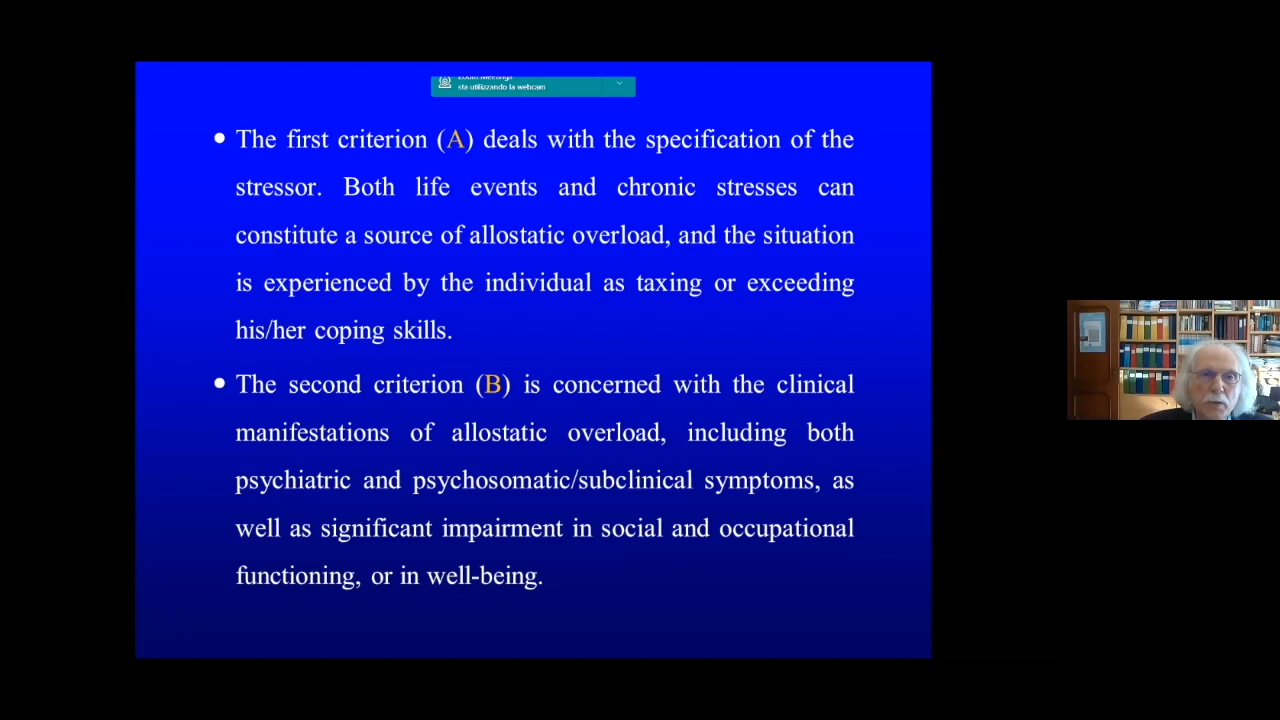 Zoom Meetings
sta utilizzando la webcam
• The first criterion (A) deals with the specification of the
stressor. Both life events and chronic stresses can
constitute a source of allostatic overload, and the situation
is experienced by the individual as taxing or exceeding
his/her coping skills.
• The second criterion (B) is concerned with the clinical
manifestations of allostatic overload, including both
psychiatric and psychosomatic/subclinical symptoms, as
well as significant impairment in social and occupational
functioning, or in well-being.